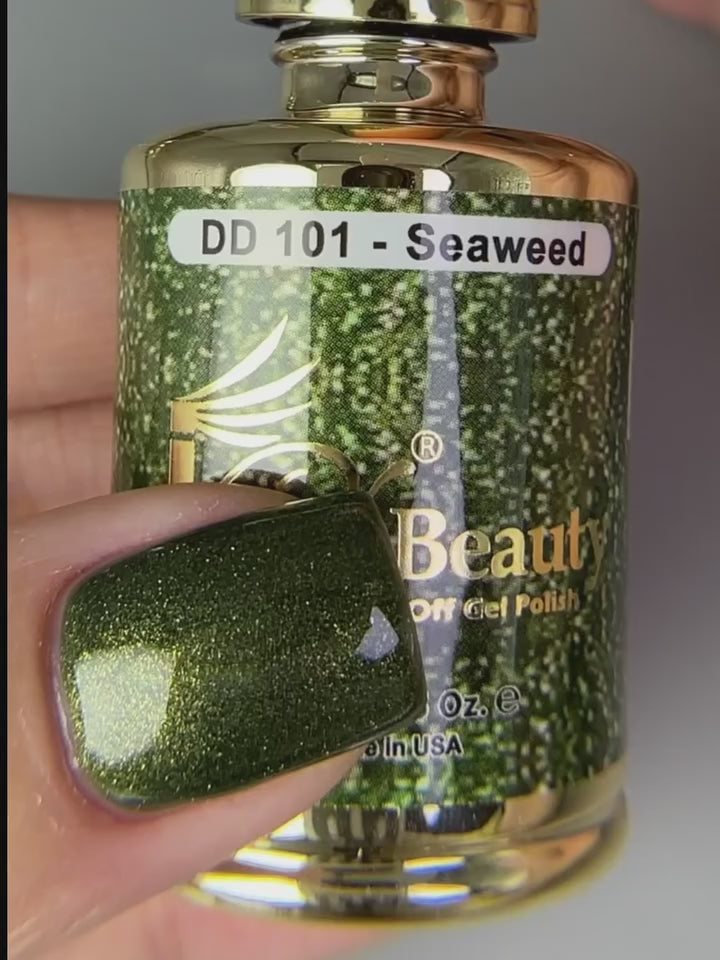 DD 101 - Seaweed
®
Beauty
Off Gel Polish
Oz. e
In USA